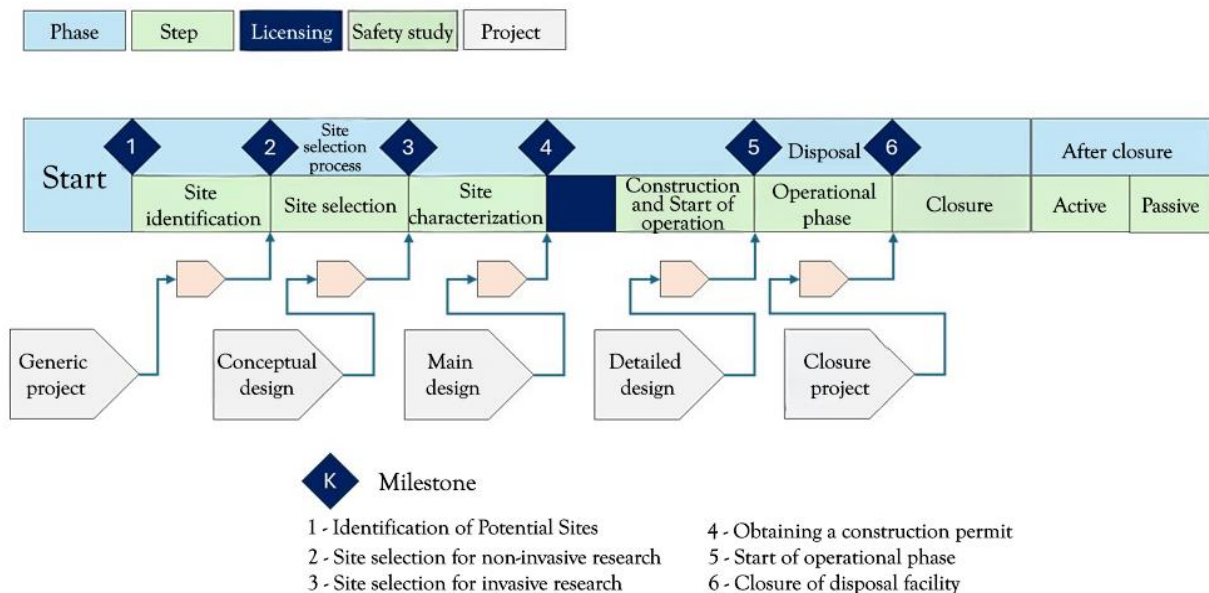 Phase
Step
Licensing
Safety study
Project
Start
1
2
Site
selection
process
3
4
5
Disposal
6
After closure
Site
identification
Site selection
Site
characterization
Construction
and Start of
operation
Operational
phase
Closure
Active
Passive
Generic
project
Conceptual
design
Main
design
Detailed
design
Closure
project
K
Milestone
1 - Identification of Potential Sites
2 - Site selection for non-invasive research
3 - Site selection for invasive research
4 - Obtaining a construction permit
5 - Start of operational phase
6 - Closure of disposal facility